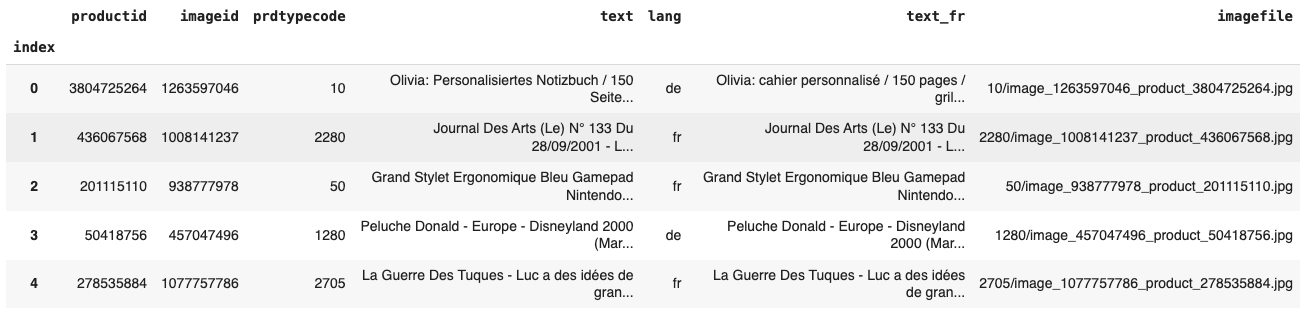 productid imageid prdtypecode text lang text_fr imagefile
index
0 3804725264 1263597046 10 Olivia: Personalisiertes Notizbuch / 150 Seite... de Olivia: cahier personnalisé / 150 pages / gril... 10/image_1263597046_product_3804725264.jpg
1 436067568 1008141237 2280 Journal Des Arts (Le) N° 133 Du 28/09/2001 - L... fr Journal Des Arts (Le) N° 133 Du 28/09/2001 - L... 2280/image_1008141237_product_436067568.jpg
2 201115110 938777978 50 Grand Stylet Ergonomique Bleu Gamepad Nintendo... fr Grand Stylet Ergonomique Bleu Gamepad Nintendo... 50/image_938777978_product_201115110.jpg
3 50418756 457047496 1280 Peluche Donald - Europe - Disneyland 2000 (Mar... de Peluche Donald - Europe - Disneyland 2000 (Mar... 1280/image_457047496_product_50418756.jpg
4 278535884 1077757786 2705 La Guerre Des Tuques - Luc a des idées de gran... fr La Guerre Des Tuques - Luc a des idées de gran... 2705/image_1077757786_product_278535884.jpg